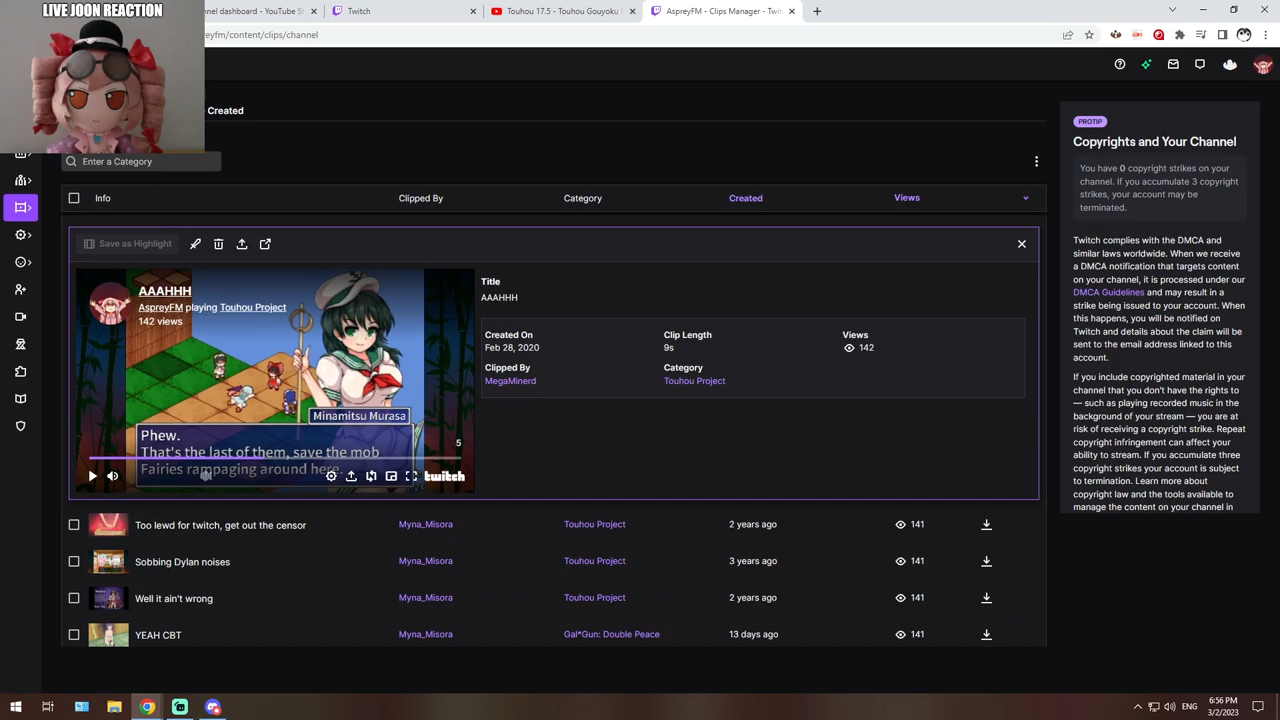 LIVE JOON REACTION
nnel dashboard - YouTube St
Twitch
Touhou 17.5 - Touhou Gouyoku I
AspreyFM - Clips Manager - Twit
eyfm/content/clips/channel
Created
Enter a Category
Info
Clipped By
Category
Created
Views
Save as Highlight
AAAHHH
AspreyFM playing Touhou Project
142 views
Minamitsu Murasa
Phew.
That's the last of them, save the mob
Fairies rampaging around here.
5
twitch
Title
AAAHHH
Created On
Feb 28, 2020
Clip Length
9s
Views
142
Clipped By
MegaMinerd
Category
Touhou Project
Too lewd for twitch, get out the censor
Myna_Misora
Touhou Project
2 years ago
141
Sobbing Dylan noises
Myna_Misora
Touhou Project
3 years ago
141
Well it ain't wrong
Myna_Misora
Touhou Project
2 years ago
141
YEAH CBT
Myna_Misora
Gal*Gun: Double Peace
13 days ago
141
PROTIP
Copyrights and Your Channel
You have 0 copyright strikes on
your channel. If you accumulate 3 copyright
strikes, your account may be
terminated.
Twitch complies with the DMCA and
similar laws worldwide. When we receive
a DMCA notification that targets content
on your channel, it is processed under our
DMCA Guidelines and may result in a
strike being issued to your account. When
this happens, you will be notified on
Twitch and details about the claim will be
sent to the email address linked to this
account.
If you include copyrighted material in your
channel that you don't have the rights to
— such as playing recorded music in the
background of your stream — you are at
risk of receiving a copyright strike. Repeat
copyright infringement can affect your
ability to stream. If you accumulate three
copyright strikes your account is subject
to termination. Learn more about
copyright law and the tools available to
manage the content on your channel in
ENG
6:56 PM
3/2/2023